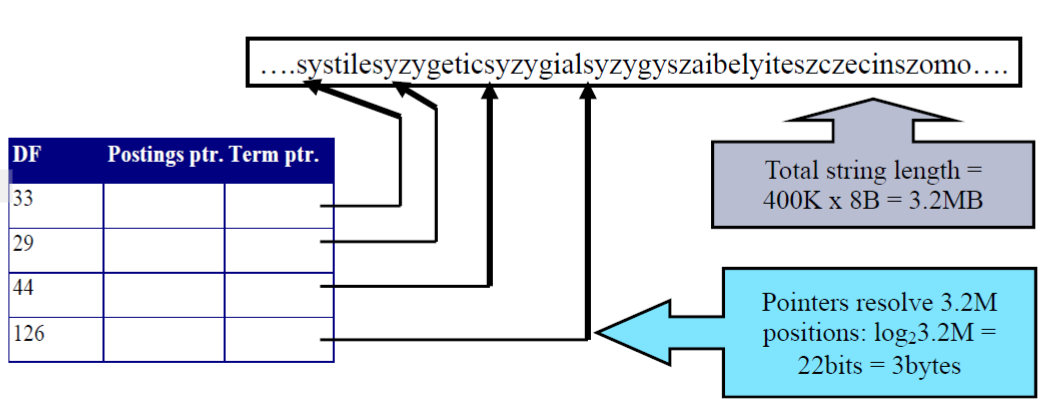 ….systilesyzygeticsyzygialsyzygyszaibelyiteszczecinszomo….
DF Postings ptr. Term ptr.
33
29
44
126
Total string length =
400K x 8B = 3.2MB
Pointers resolve 3.2M
positions: log₂3.2M =
22bits = 3bytes